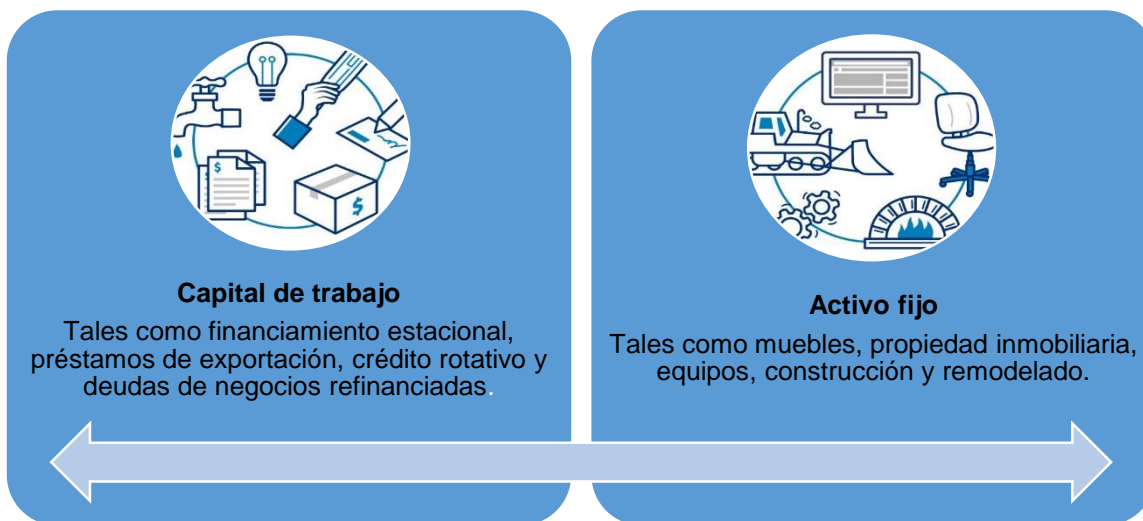 Capital de trabajo
Tales como financiamiento estacional,
préstamos de exportación, crédito rotativo y
deudas de negocios refinanciadas.
Activo fijo
Tales como muebles, propiedad inmobiliaria,
equipos, construcción y remodelado.
$
$